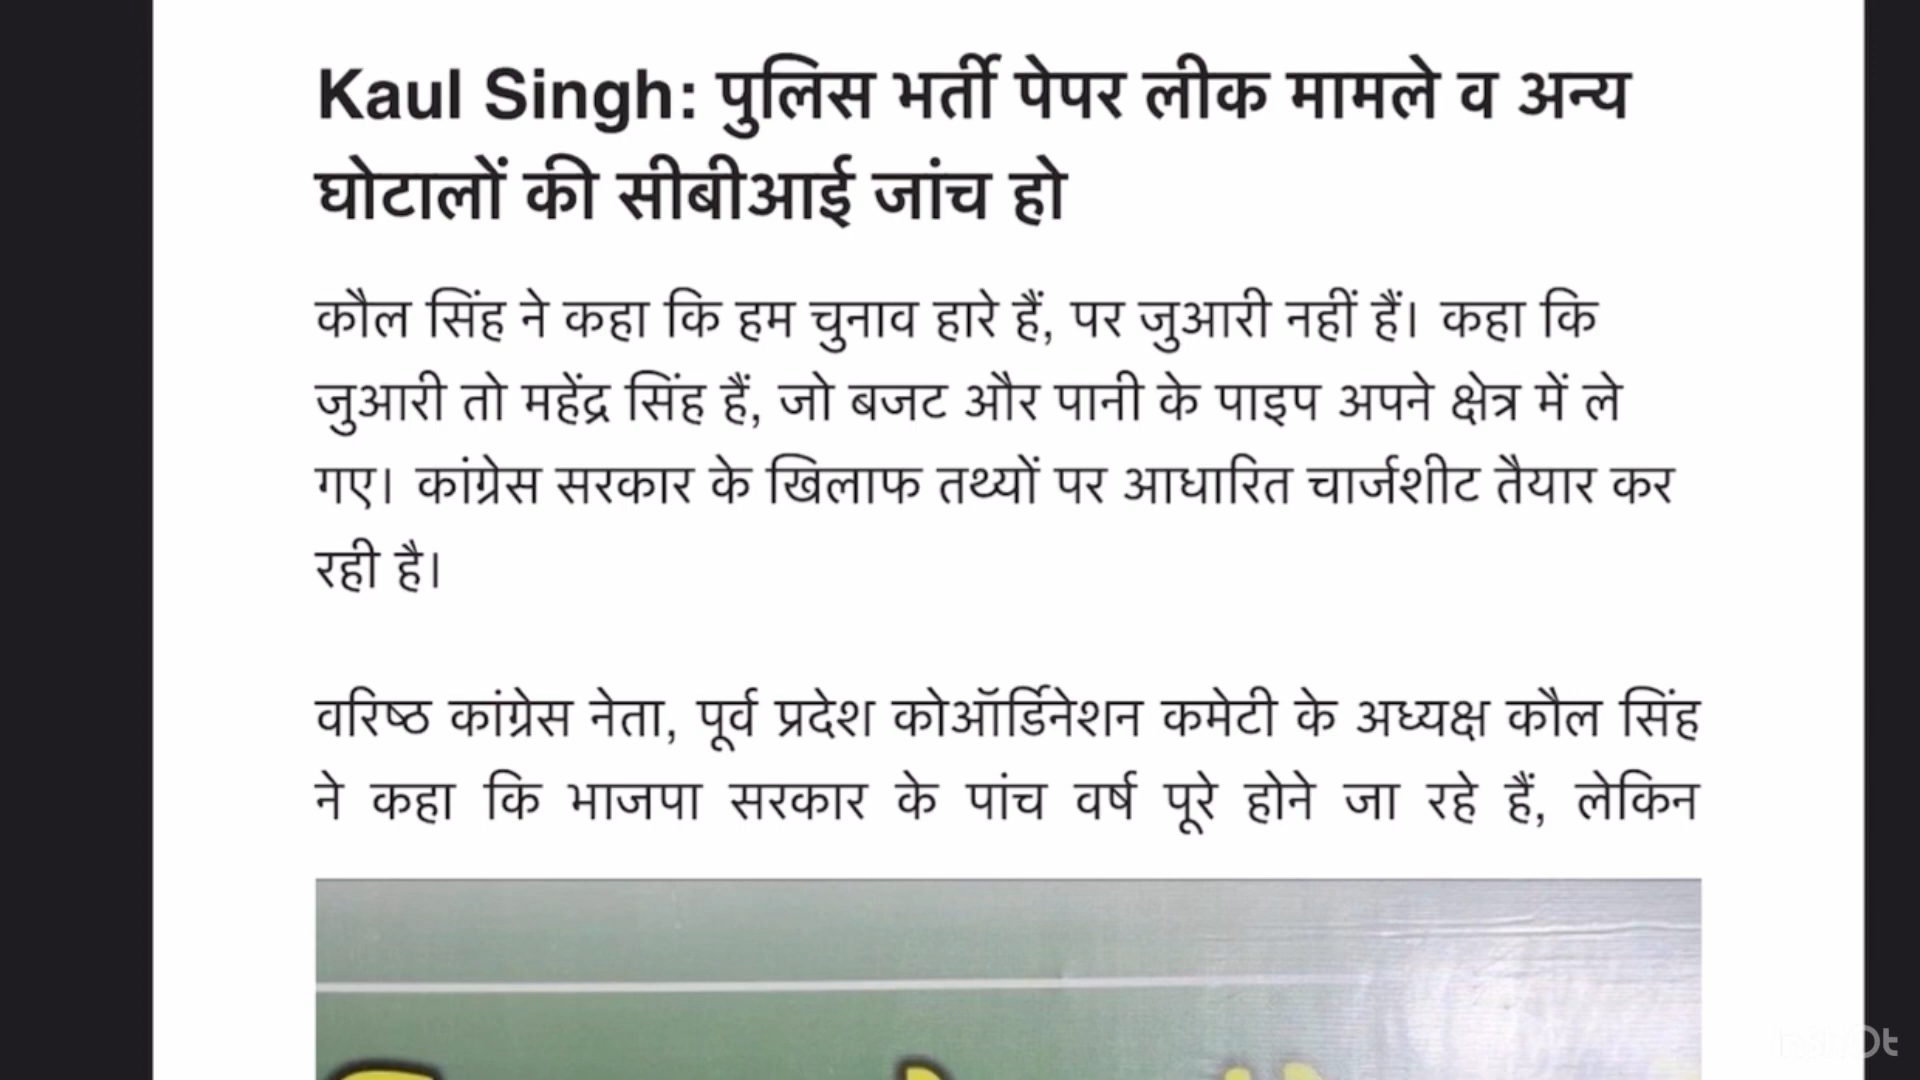 Kaul Singh: पुलिस भर्ती पेपर लीक मामले व अन्य
घोटालों की सीबीआई जांच हो
कौल सिंह ने कहा कि हम चुनाव हारे हैं, पर जुआरी नहीं हैं। कहा कि
जुआरी तो महेंद्र सिंह हैं, जो बजट और पानी के पाइप अपने क्षेत्र में ले
गए। कांग्रेस सरकार के खिलाफ तथ्यों पर आधारित चार्जशीट तैयार कर
रही है।
वरिष्ठ कांग्रेस नेता, पूर्व प्रदेश कोऑर्डिनेशन कमेटी के अध्यक्ष कौल सिंह
ने कहा कि भाजपा सरकार के पांच वर्ष पूरे होने जा रहे हैं, लेकिन